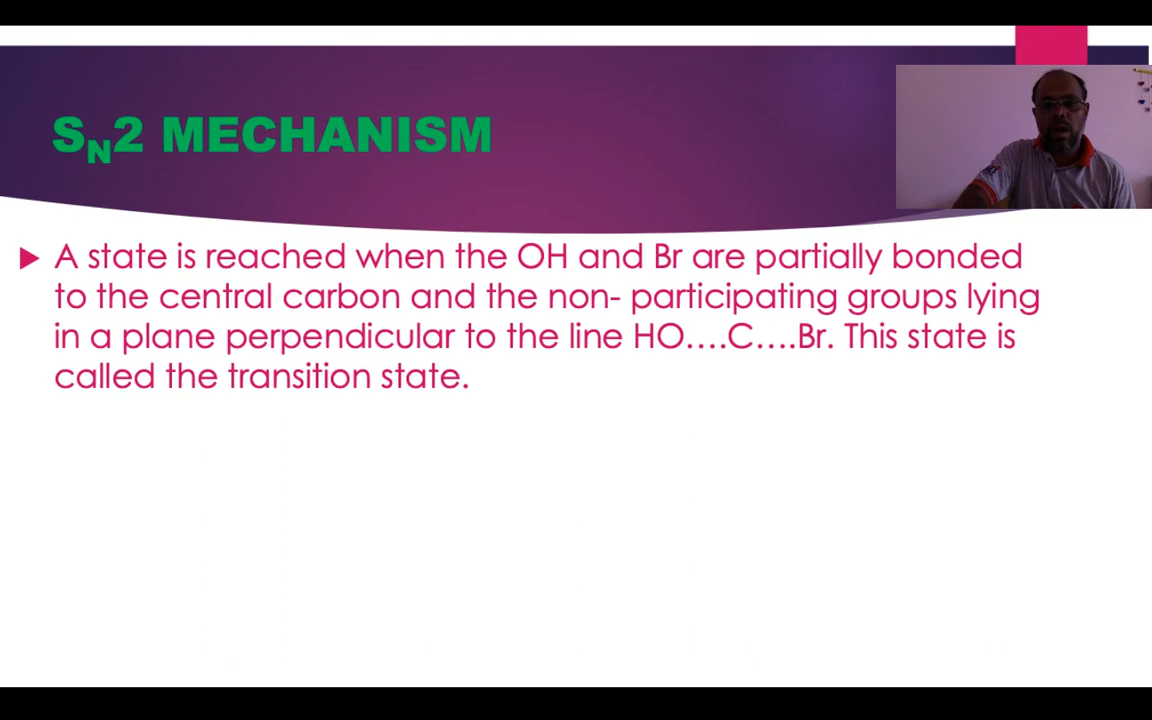 SN2 MECHANISM
A state is reached when the OH and Br are partially bonded
to the central carbon and the non- participating groups lying
in a plane perpendicular to the line HO....C....Br. This state is
called the transition state.